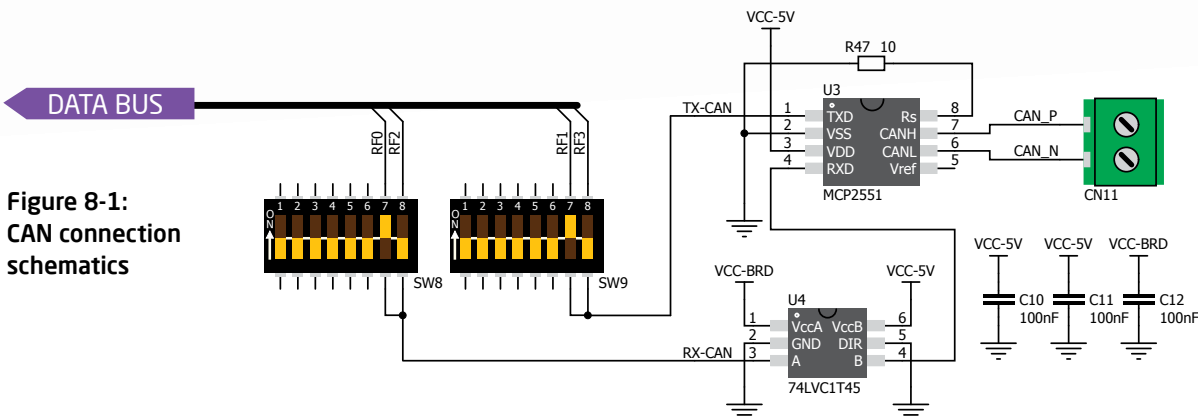 VCC-5V
R47 10
DATA BUS
RF0
RF2
RF1
RF3
TX-CAN
U3
1 TXD Rs 8
2 VSS CANH 7
3 VDD CANL 6
4 RXD Vref 5
MCP2551
CAN_P
CAN_N
CN11
Figure 8-1:
CAN connection
schematics
1 2 3 4 5 6 7 8
ON
SW8
1 2 3 4 5 6 7 8
ON
SW9
VCC-BRD
VCC-5V
U4
1 VccA VccB 6
2 GND DIR 5
3 A B 4
74LVC1T45
RX-CAN
VCC-5V VCC-5V VCC-BRD
C10 C11 C12
100nF 100nF 100nF